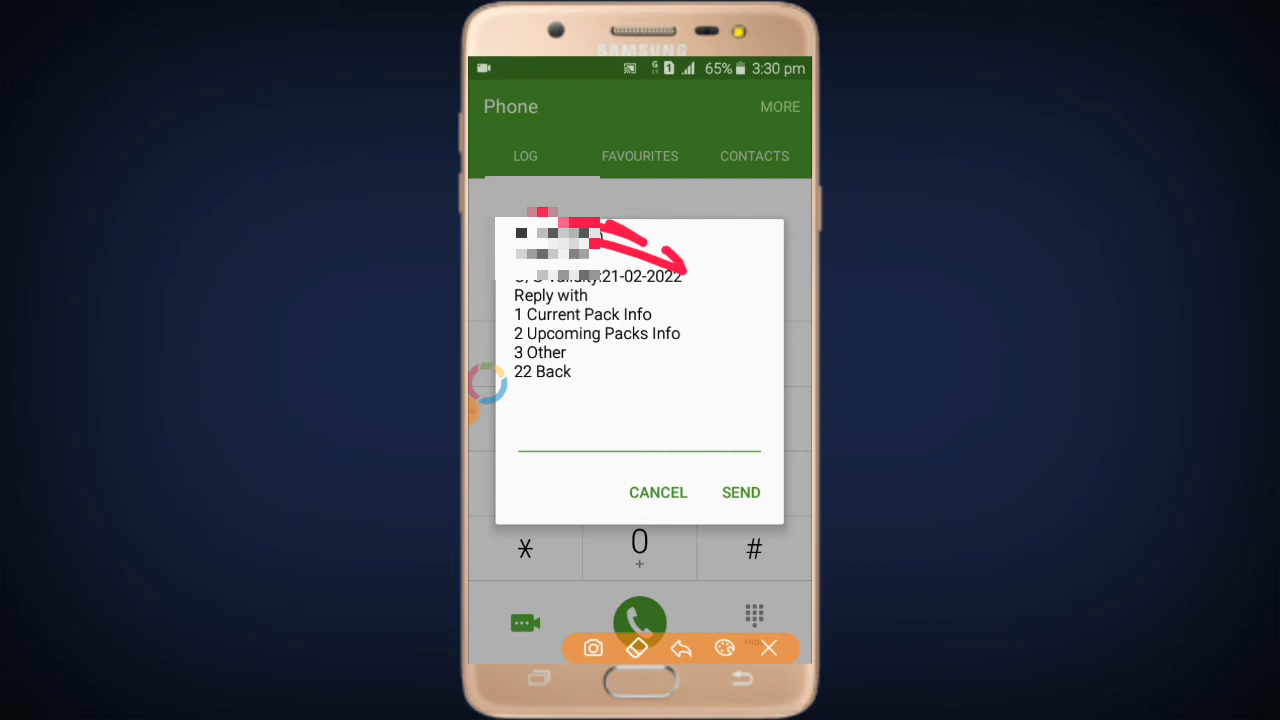 SAMSUNG
65% 3:30 pm
Phone MORE
LOG FAVOURITES CONTACTS
Validity:21-02-2022
Reply with
1 Current Pack Info
2 Upcoming Packs Info
3 Other
22 Back
CANCEL SEND
* 0 #
+